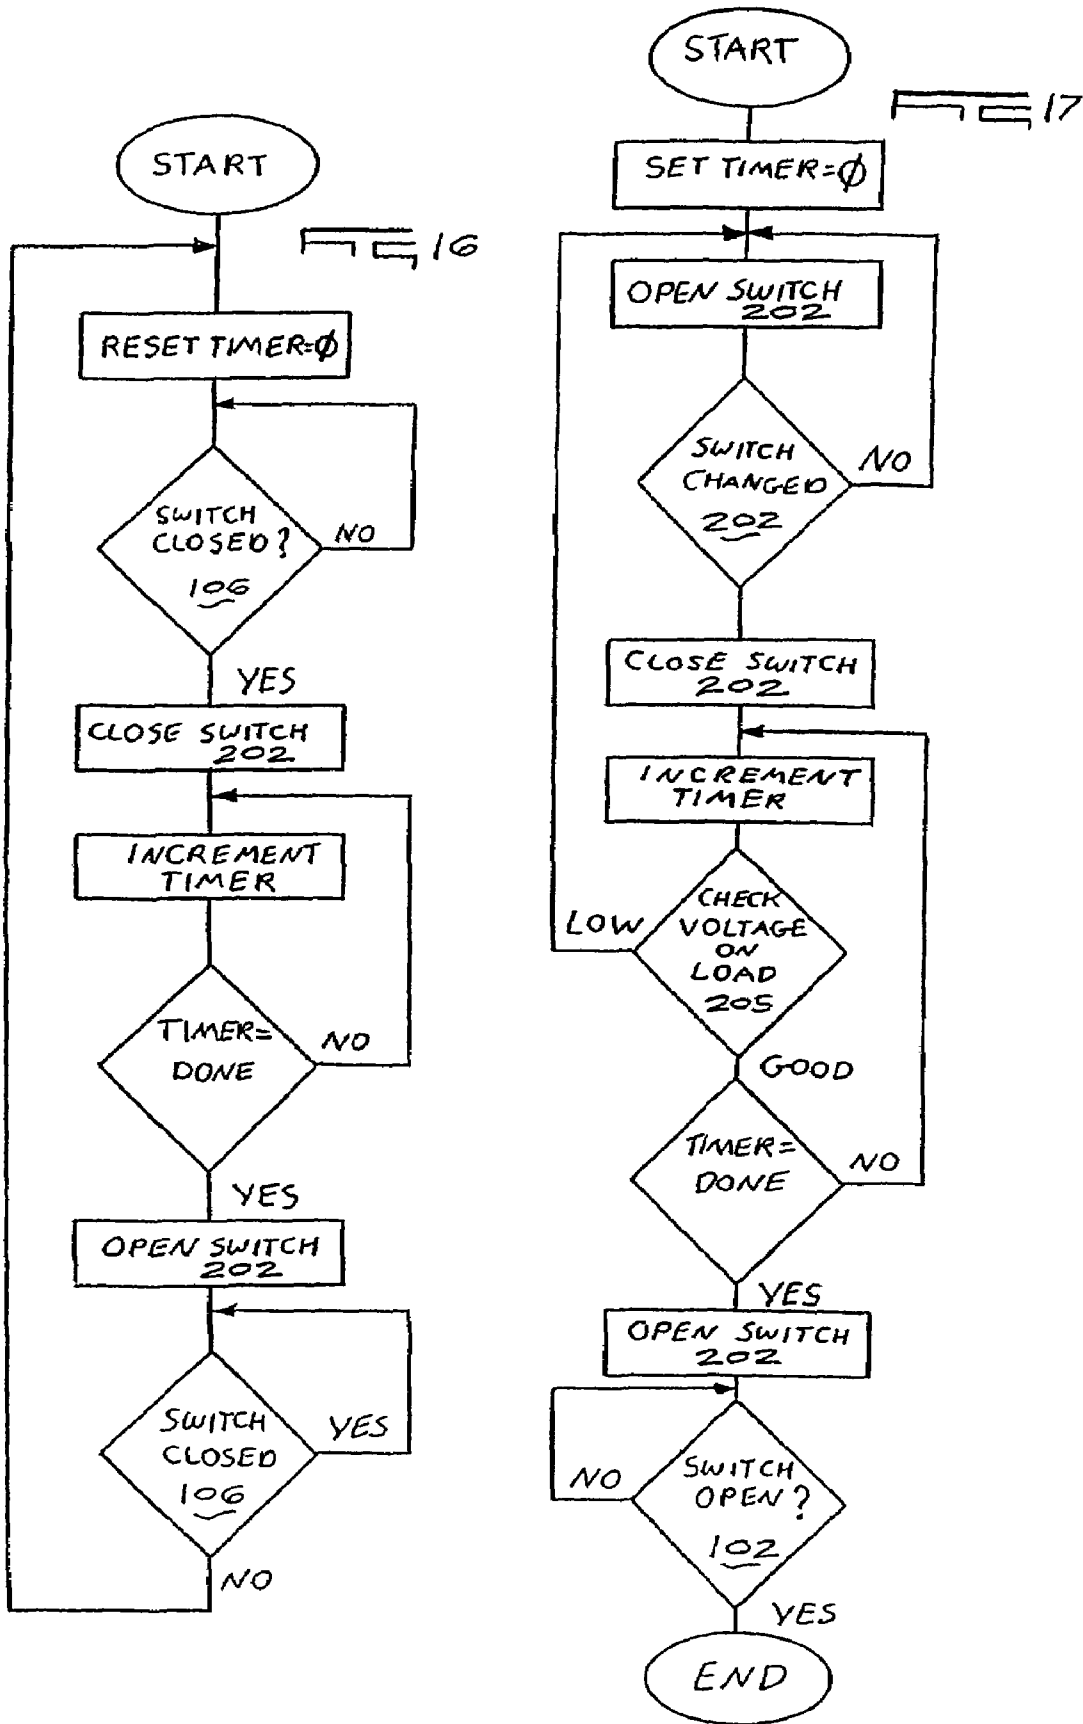 START
FIG 16
RESET TIMER=Ø
SWITCH
CLOSED?
106
NO
YES
CLOSE SWITCH
202
INCREMENT
TIMER
TIMER=
DONE
NO
YES
OPEN SWITCH
202
SWITCH
CLOSED
106
YES
NO
START
FIG 17
SET TIMER=Ø
OPEN SWITCH
202
SWITCH
CHANGED
202
NO
CLOSE SWITCH
202
INCREMENT
TIMER
CHECK
VOLTAGE
ON
LOAD
205
LOW
GOOD
TIMER=
DONE
NO
YES
OPEN SWITCH
202
SWITCH
OPEN?
102
NO
YES
END